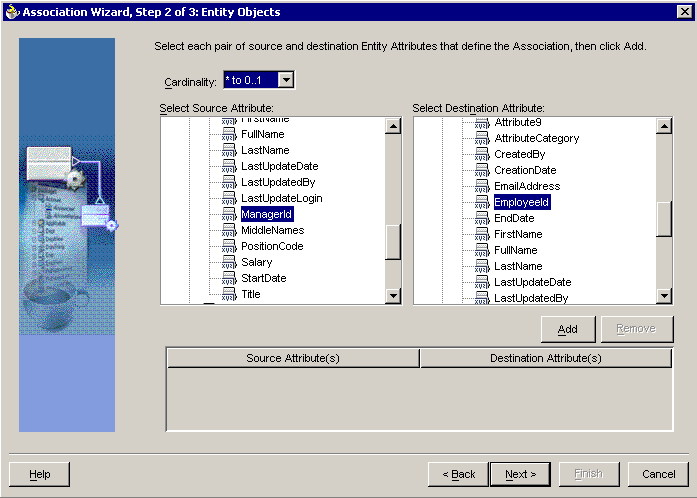 Association Wizard, Step 2 of 3: Entity Objects
Select each pair of source and destination Entity Attributes that define the Association, then click Add.
Cardinality: * to 0..1
Select Source Attribute:
FirstName
FullName
LastName
LastUpdateDate
LastUpdatedBy
LastUpdateLogin
ManagerId
MiddleNames
PositionCode
Salary
StartDate
Title
Select Destination Attribute:
Attribute9
AttributeCategory
CreatedBy
CreationDate
EmailAddress
EmployeeId
EndDate
FirstName
FullName
LastName
LastUpdateDate
LastUpdatedBy
Add Remove
Source Attribute(s) Destination Attribute(s)
Help < Back Next > Finish Cancel